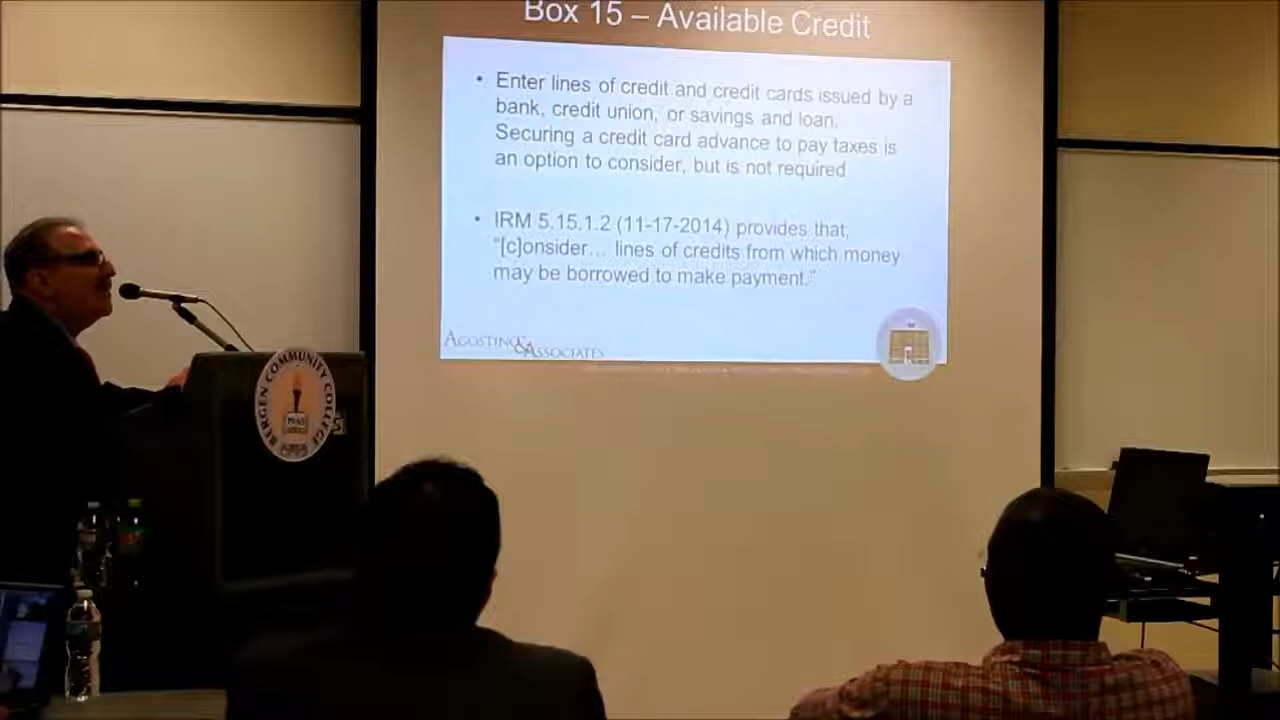 Box 15 – Available Credit
• Enter lines of credit and credit cards issued by a
bank, credit union, or savings and loan.
Securing a credit card advance to pay taxes is
an option to consider, but is not required
• IRM 5.15.1.2 (11-17-2014) provides that,
“[c]onsider… lines of credits from which money
may be borrowed to make payment.”
AGOSTINO & ASSOCIATES
BERGEN COMMUNITY COLLEGE